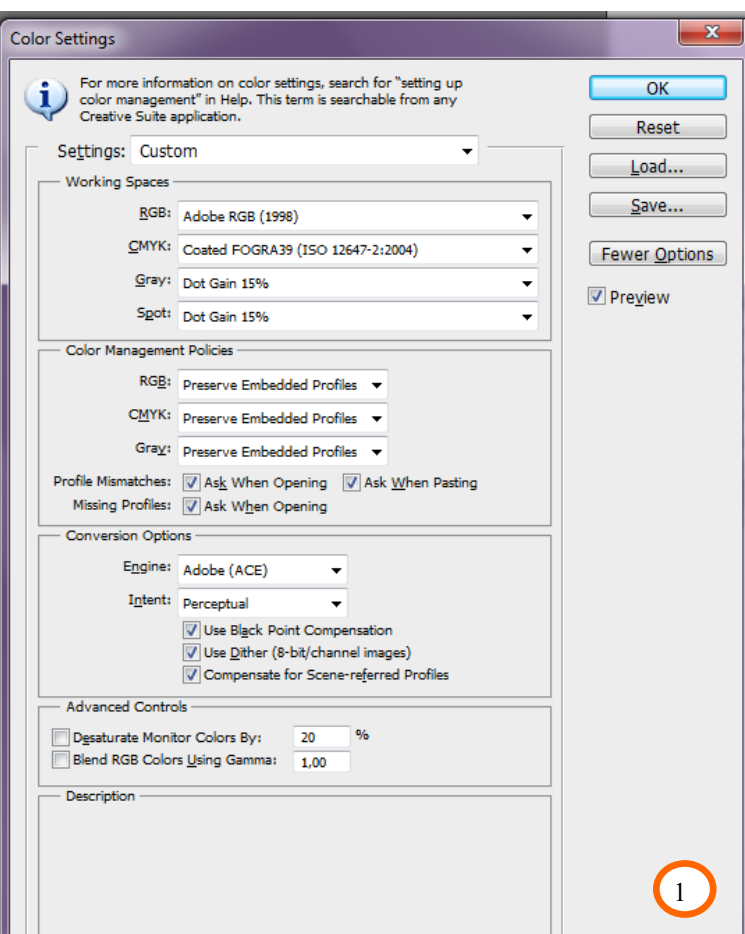 Color Settings
For more information on color settings, search for "setting up
color management" in Help. This term is searchable from any
Creative Suite application.
Settings: Custom
Working Spaces
RGB: Adobe RGB (1998)
CMYK: Coated FOGRA39 (ISO 12647-2:2004)
Gray: Dot Gain 15%
Spot: Dot Gain 15%
Color Management Policies
RGB: Preserve Embedded Profiles
CMYK: Preserve Embedded Profiles
Gray: Preserve Embedded Profiles
Profile Mismatches: Ask When Opening Ask When Pasting
Missing Profiles: Ask When Opening
Conversion Options
Engine: Adobe (ACE)
Intent: Perceptual
Use Black Point Compensation
Use Dither (8-bit/channel images)
Compensate for Scene-referred Profiles
Advanced Controls
Desaturate Monitor Colors By: 20 %
Blend RGB Colors Using Gamma: 1,00
Description
OK
Reset
Load...
Save...
Fewer Options
Preview
1